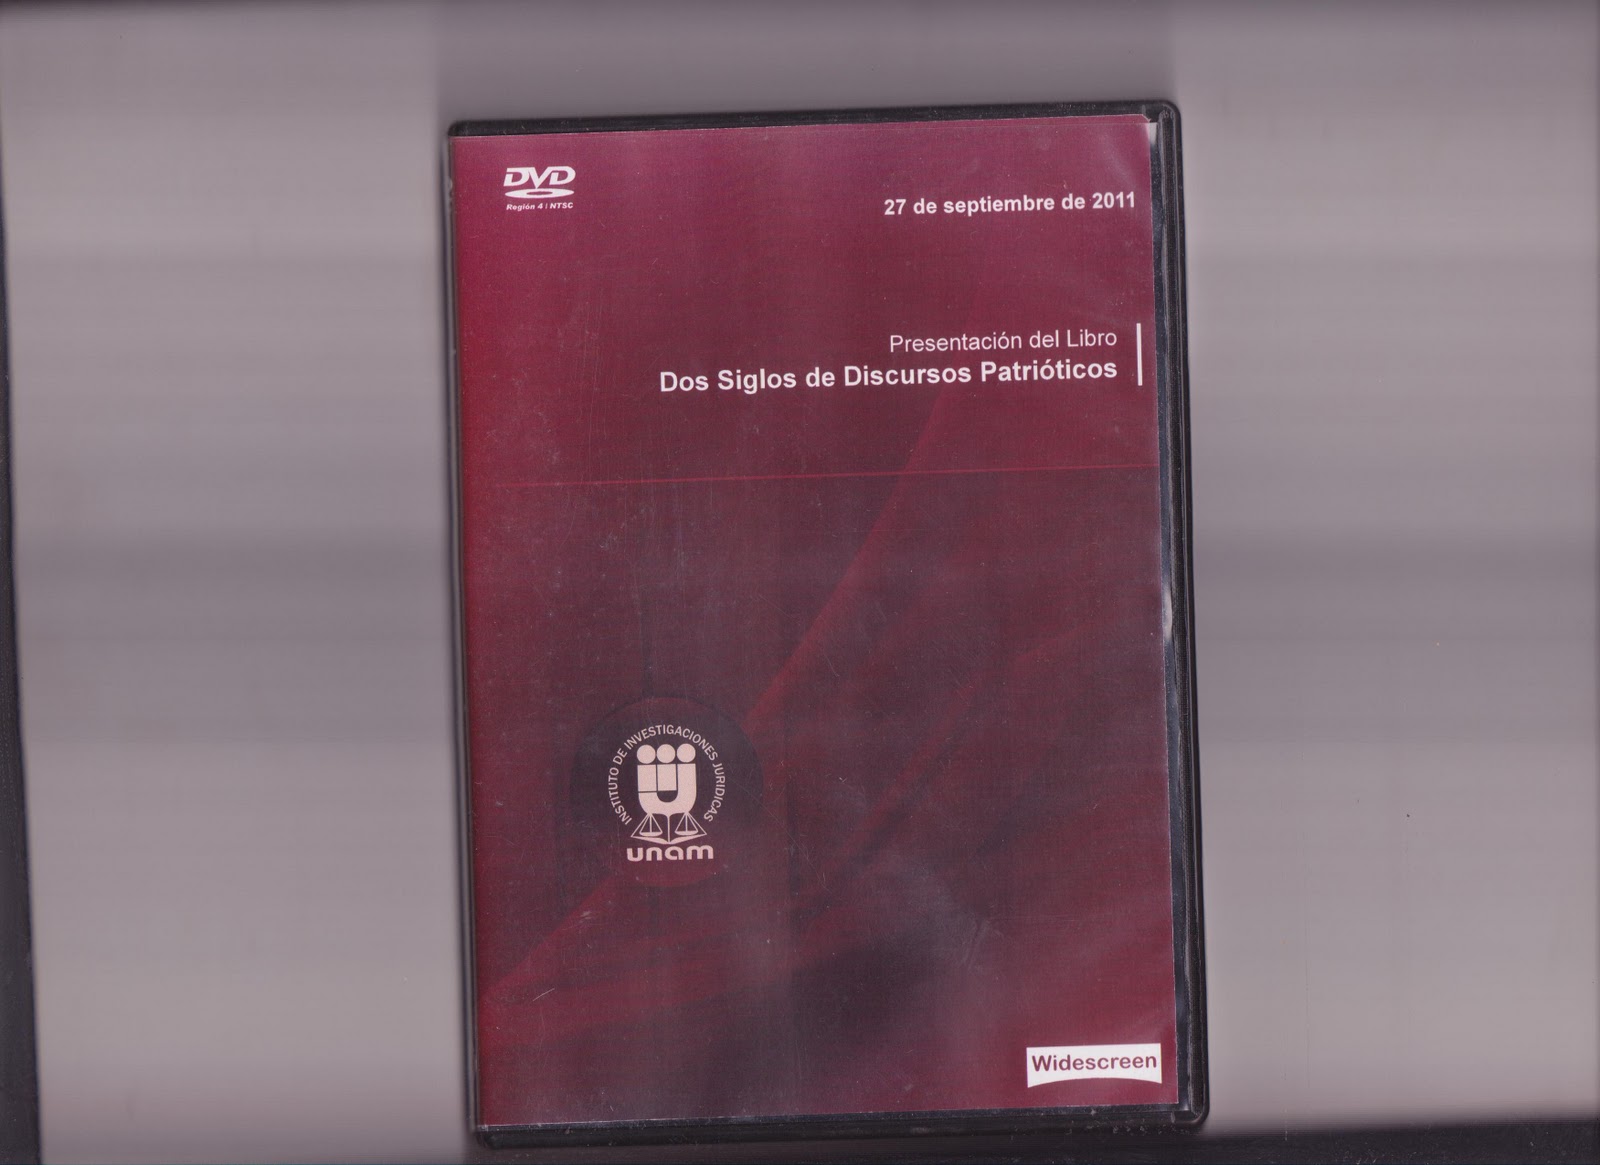 DVD
Región 4 | NTSC
27 de septiembre de 2011
Presentación del Libro
Dos Siglos de Discursos Patrióticos
INSTITUTO DE INVESTIGACIONES JURIDICAS
unam
Widescreen